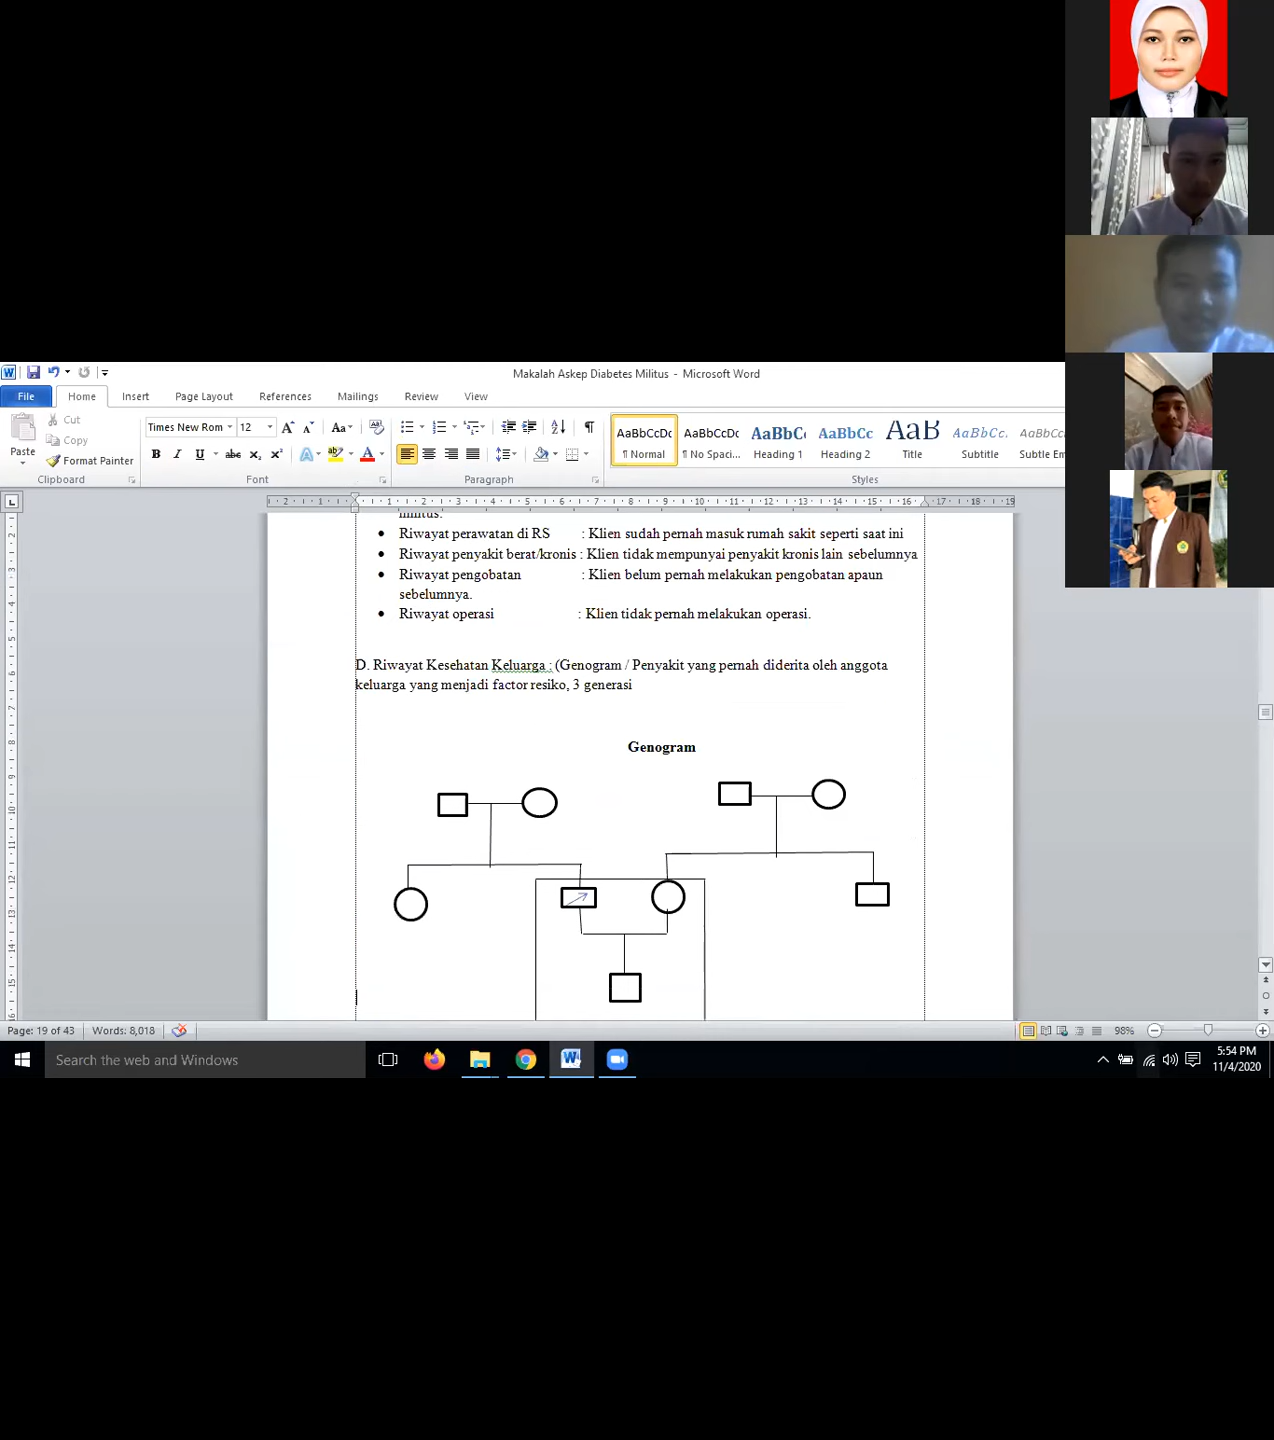 Makalah Askep Diabetes Militus - Microsoft Word
File Home Insert Page Layout References Mailings Review View
Cut
Copy
Format Painter
Paste
Times New Rom 12
AaBbCcDc AaBbCcDc AaBbC AaBbCc AaB AaBbCc. AaBbCc
¶ Normal ¶ No Spaci... Heading 1 Heading 2 Title Subtitle Subtle Em
Clipboard Font Paragraph Styles
militus.
• Riwayat perawatan di RS : Klien sudah pernah masuk rumah sakit seperti saat ini
• Riwayat penyakit berat/kronis : Klien tidak mempunyai penyakit kronis lain sebelumnya
• Riwayat pengobatan : Klien belum pernah melakukan pengobatan apaun
sebelumnya.
• Riwayat operasi : Klien tidak pernah melakukan operasi.
D. Riwayat Kesehatan Keluarga : (Genogram / Penyakit yang pernah diderita oleh anggota
keluarga yang menjadi factor resiko, 3 generasi
Genogram
Page: 19 of 43 Words: 8,018 98%
Search the web and Windows
5:54 PM
11/4/2020